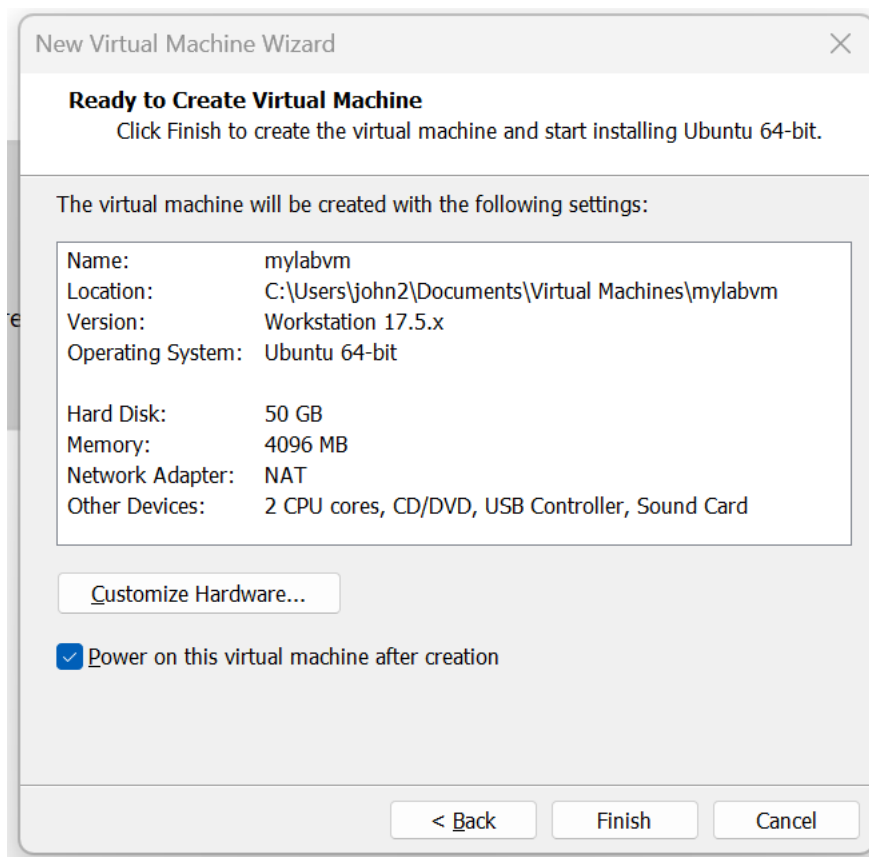 New Virtual Machine Wizard
Ready to Create Virtual Machine
Click Finish to create the virtual machine and start installing Ubuntu 64-bit.
The virtual machine will be created with the following settings:
Name: mylabvm
Location: C:\Users\john2\Documents\Virtual Machines\mylabvm
Version: Workstation 17.5.x
Operating System: Ubuntu 64-bit
Hard Disk: 50 GB
Memory: 4096 MB
Network Adapter: NAT
Other Devices: 2 CPU cores, CD/DVD, USB Controller, Sound Card
Customize Hardware...
Power on this virtual machine after creation
< Back Finish Cancel